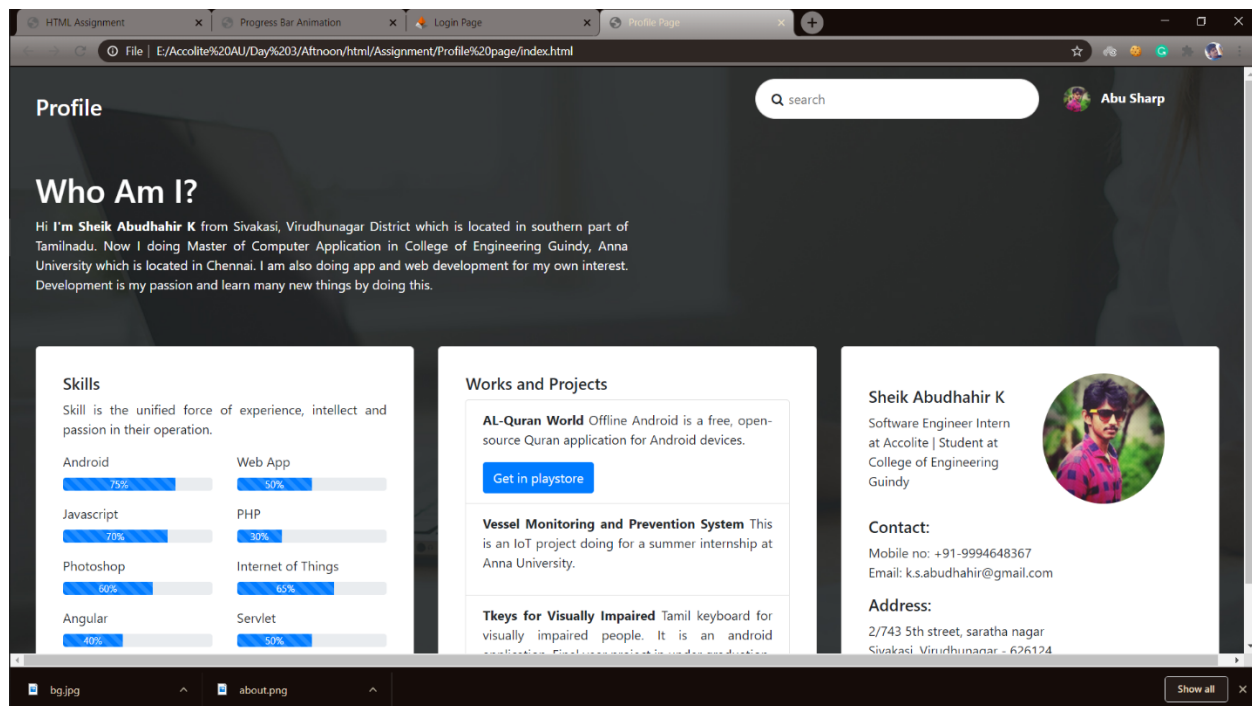 HTML Assignment
Progress Bar Animation
Login Page
Profile Page
File | E:/Accolite%20AU/Day%203/Aftnoon/html/Assignment/Profile%20page/index.html
Profile
search
Abu Sharp
Who Am I?
Hi I'm Sheik Abudhahir K from Sivakasi, Virudhunagar District which is located in southern part of
Tamilnadu. Now I doing Master of Computer Application in College of Engineering Guindy, Anna
University which is located in Chennai. I am also doing app and web development for my own interest.
Development is my passion and learn many new things by doing this.
Skills
Skill is the unified force of experience, intellect and
passion in their operation.
Android
75%
Web App
50%
Javascript
70%
PHP
30%
Photoshop
60%
Internet of Things
65%
Angular
40%
Servlet
50%
Works and Projects
AL-Quran World Offline Android is a free, open-
source Quran application for Android devices.
Get in playstore
Vessel Monitoring and Prevention System This
is an IoT project doing for a summer internship at
Anna University.
Tkeys for Visually Impaired Tamil keyboard for
visually impaired people. It is an android
application. Final year project in under graduation
Sheik Abudhahir K
Software Engineer Intern
at Accolite | Student at
College of Engineering
Guindy
Contact:
Mobile no: +91-9994648367
Email: k.s.abudhahir@gmail.com
Address:
2/743 5th street, saratha nagar
Sivakasi, Virudhunagar - 626124
bg.jpg
about.png
Show all